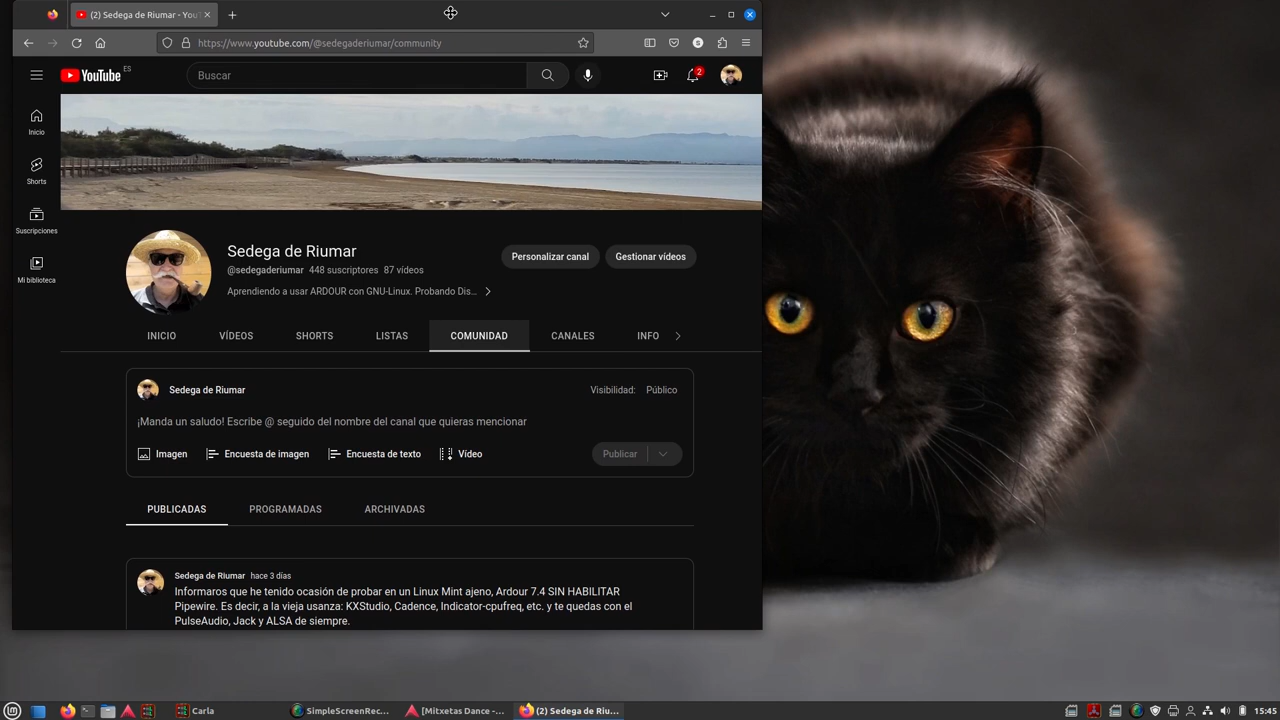 (2) Sedega de Riumar - YouT
https://www.youtube.com/@sedegaderiumar/community
YouTube ES
Buscar
2
Inicio
Shorts
Suscripciones
Mi biblioteca
Sedega de Riumar
@sedegaderiumar 448 suscriptores 87 vídeos
Aprendiendo a usar ARDOUR con GNU-Linux. Probando Dis...
Personalizar canal
Gestionar vídeos
INICIO VÍDEOS SHORTS LISTAS COMUNIDAD CANALES INFO
Sedega de Riumar
Visibilidad: Público
¡Manda un saludo! Escribe @ seguido del nombre del canal que quieras mencionar
Imagen Encuesta de imagen Encuesta de texto Vídeo Publicar
PUBLICADAS PROGRAMADAS ARCHIVADAS
Sedega de Riumar hace 3 días
Informaros que he tenido ocasión de probar en un Linux Mint ajeno, Ardour 7.4 SIN HABILITAR
Pipewire. Es decir, a la vieja usanza: KXStudio, Cadence, Indicator-cpufreq, etc. y te quedas con el
PulseAudio, Jack y ALSA de siempre.
Carla SimpleScreenRec... [Mitxetas Dance -... (2) Sedega de Riu... 15:45